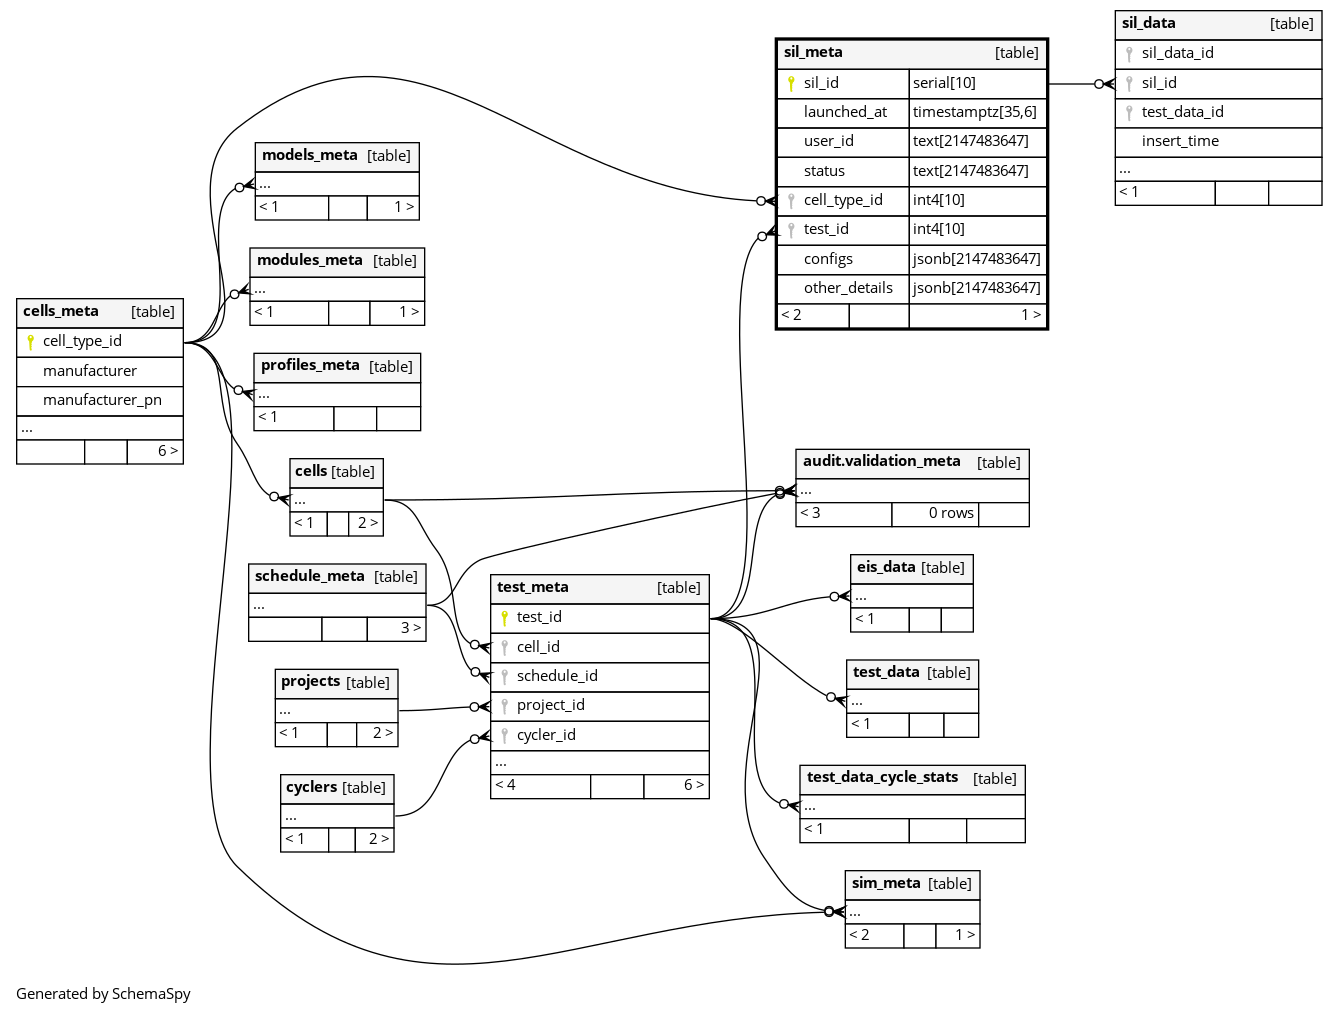 sil_data [table]
sil_data_id
sil_id
test_data_id
insert_time
...
< 1
sil_meta [table]
sil_id serial[10]
launched_at timestamptz[35,6]
user_id text[2147483647]
status text[2147483647]
cell_type_id int4[10]
test_id int4[10]
configs jsonb[2147483647]
other_details jsonb[2147483647]
< 2 1 >
models_meta [table]
...
< 1 1 >
modules_meta [table]
...
< 1 1 >
cells_meta [table]
cell_type_id
manufacturer
manufacturer_pn
...
6 >
profiles_meta [table]
...
< 1
cells [table]
...
< 1 2 >
audit.validation_meta [table]
...
< 3 0 rows
schedule_meta [table]
...
3 >
test_meta [table]
test_id
cell_id
schedule_id
project_id
cycler_id
...
< 4 6 >
eis_data [table]
...
< 1
projects [table]
...
< 1 2 >
test_data [table]
...
< 1
cyclers [table]
...
< 1 2 >
test_data_cycle_stats [table]
...
< 1
sim_meta [table]
...
< 2 1 >
Generated by SchemaSpy